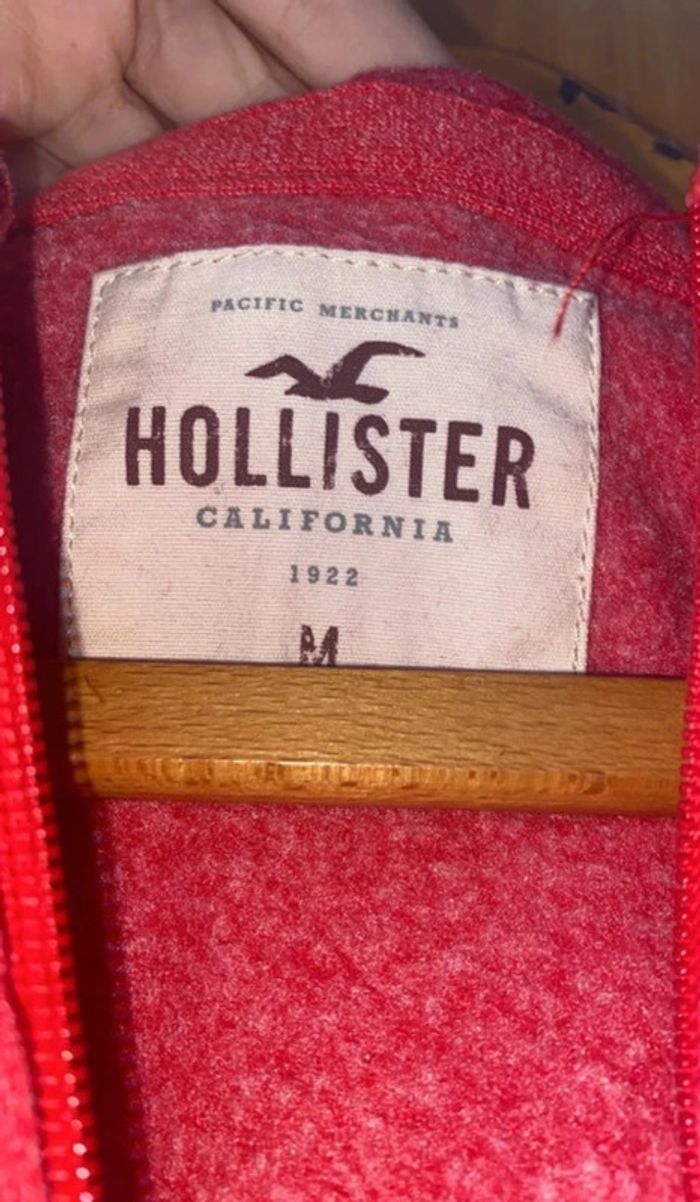 PACIFIC MERCHANTS
HOLLISTER
CALIFORNIA
1922
M